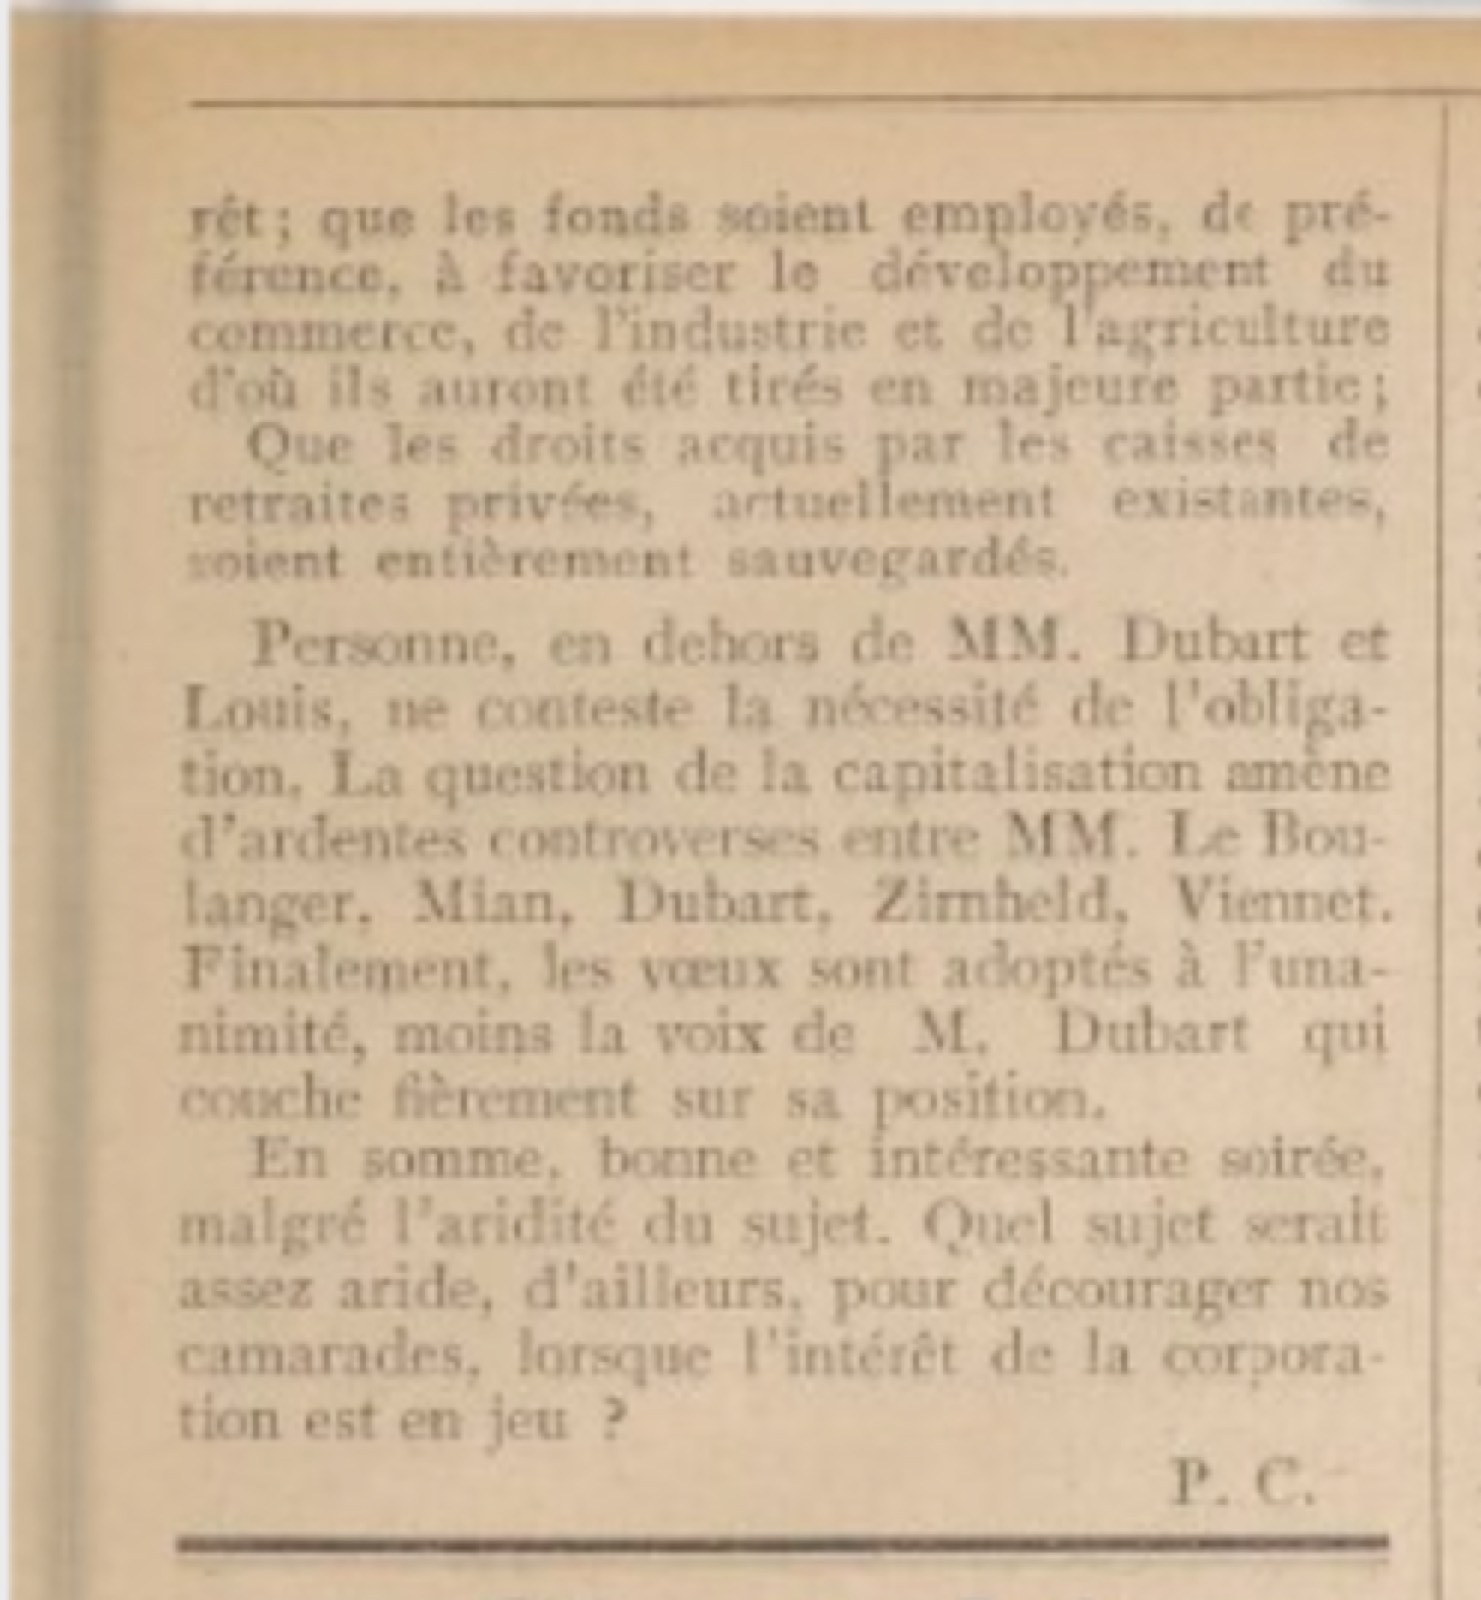 rêt; que les fonds soient employés, de pré-
férence, à favoriser le développement du
commerce, de l'industrie et de l'agriculture
d'où ils auront été tirés en majeure partie;
Que les droits acquis par les caisses de
retraites privées, actuellement existantes,
soient entièrement sauvegardés.
Personne, en dehors de MM. Dubart et
Louis, ne conteste la nécessité de l'obliga-
tion. La question de la capitalisation amène
d'ardentes controverses entre MM. Le Bou-
langer, Mian, Dubart, Zirnheld, Viennet.
Finalement, les vœux sont adoptés à l'una-
nimité, moins la voix de M. Dubart qui
couche fièrement sur sa position.
En somme, bonne et intéressante soirée,
malgré l'aridité du sujet. Quel sujet serait
assez aride, d'ailleurs, pour décourager nos
camarades, lorsque l'intérêt de la corpora-
tion est en jeu ?
P. C.